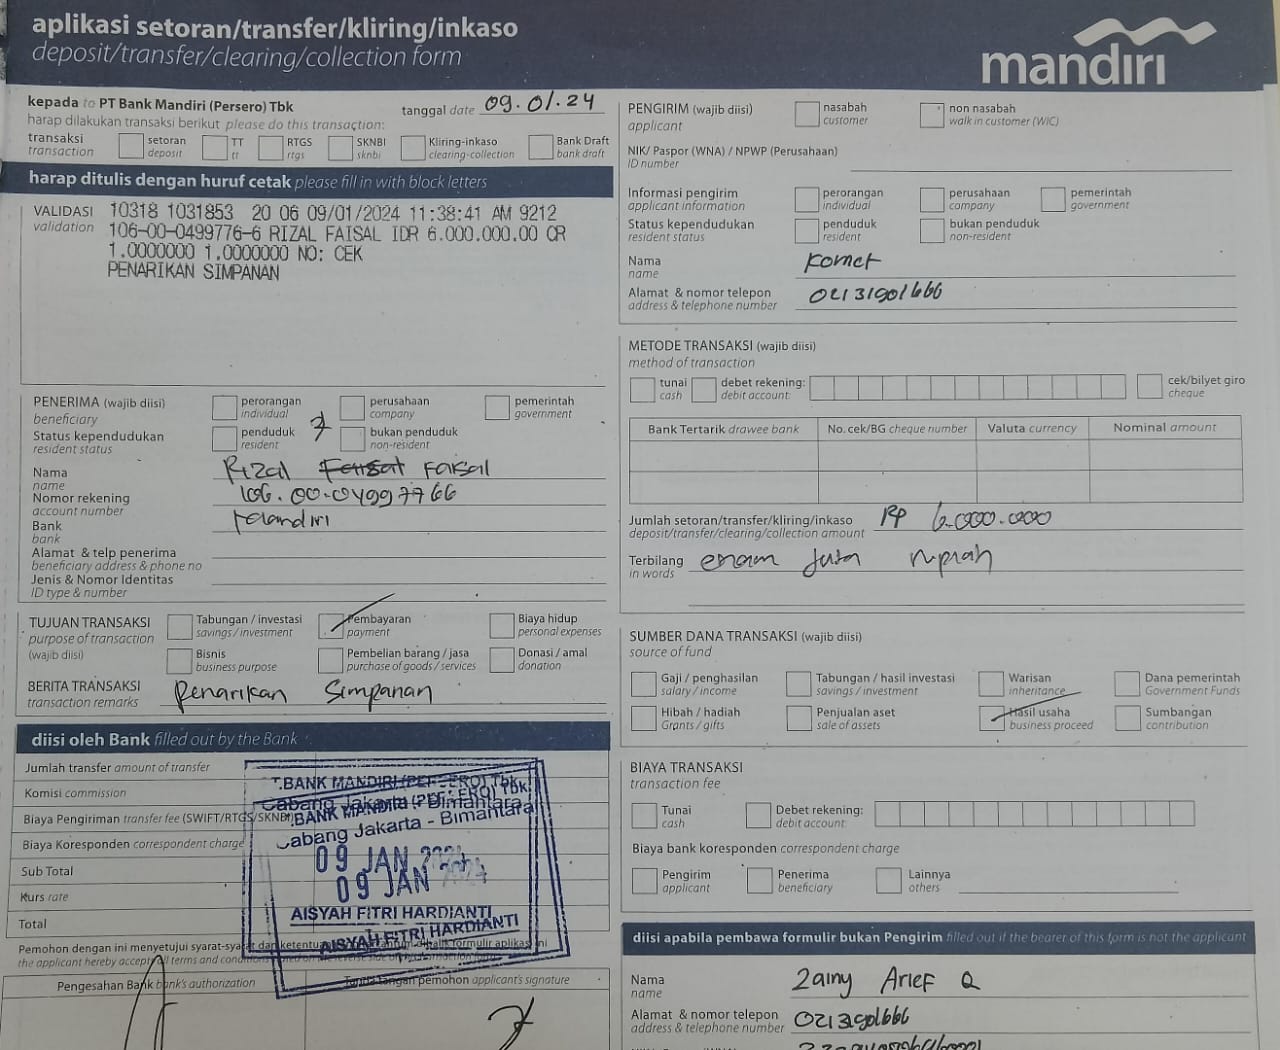 aplikasi setoran/transfer/kliring/inkaso
deposit/transfer/clearing/collection form
mandiri
kepada to PT Bank Mandiri (Persero) Tbk
tanggal date 09.01.24
harap dilakukan transaksi berikut please do this transaction:
transaksi transaction
setoran deposit
TT tt
RTGS rtgs
SKNBI sknbi
Kliring-inkaso clearing-collection
Bank Draft bank draft
harap ditulis dengan huruf cetak please fill in with block letters
VALIDASI validation
10318 1031853 20 06 09/01/2024 11:38:41 AM 9212
106-00-0499776-6 RIZAL FAISAL IDR 6.000.000.00 CR
1.0000000 1.0000000 NO: CEK
PENARIKAN SIMPANAN
PENERIMA (wajib diisi)
beneficiary
perorangan individual
perusahaan company
pemerintah government
Status kependudukan
resident status
penduduk resident
bukan penduduk non-resident
Nama Rizal Faisal
name
Nomor rekening 106.00.04997766
account number
Bank
bank
Alamat & telp penerima
beneficiary address & phone no
Jenis & Nomor Identitas
ID type & number
TUJUAN TRANSAKSI
purpose of transaction
(wajib diisi)
Tabungan / investasi savings / investment
Pembayaran payment
Biaya hidup personal expenses
Bisnis business purpose
Pembelian barang / jasa purchase of goods / services
Donasi / amal donation
BERITA TRANSAKSI Penarikan Simpanan
transaction remarks
diisi oleh Bank filled out by the Bank
Jumlah transfer amount of transfer
Komisi commission
Biaya Pengiriman transfer fee (SWIFT/RTGS/SKNBI)
Biaya Koresponden correspondent charge
Sub Total
Kurs rate
Total
T.BANK MANDIRI (PERSERO) Tbk.
Cabang Jakarta - Bimantara
BANK MANDIRI (PERSERO) Tbk.
Cabang Jakarta - Bimantara
09 JAN 2024
09 JAN 2024
AISYAH FITRI HARDIANTI
AISYAH FITRI HARDIANTI
Pemohon dengan ini menyetujui syarat-syarat dan ketentuan formulir aplikasi ini
the applicant hereby accepts all terms and conditions
Pengesahan Bank bank's authorization
Tanda tangan pemohon applicant's signature
PENGIRIM (wajib diisi)
applicant
nasabah customer
non nasabah walk in customer (WIC)
NIK/ Paspor (WNA) / NPWP (Perusahaan)
ID number
Informasi pengirim
applicant information
perorangan individual
perusahaan company
pemerintah government
Status kependudukan
resident status
penduduk resident
bukan penduduk non-resident
Nama Komet
name
Alamat & nomor telepon 02131901666
address & telephone number
METODE TRANSAKSI (wajib diisi)
method of transaction
tunai cash
debet rekening: debit account:
cek/bilyet giro cheque
Bank Tertarik drawee bank
No. cek/BG cheque number
Valuta currency
Nominal amount
Jumlah setoran/transfer/kliring/inkaso Rp 6.000.000
deposit/transfer/clearing/collection amount
Terbilang enam juta rupiah
in words
SUMBER DANA TRANSAKSI (wajib diisi)
source of fund
Gaji / penghasilan salary / income
Tabungan / hasil investasi savings / investment
Warisan inheritance
Dana pemerintah Government Funds
Hibah / hadiah Grants / gifts
Penjualan aset sale of assets
Hasil usaha business proceed
Sumbangan contribution
BIAYA TRANSAKSI
transaction fee
Tunai cash
Debet rekening: debit account:
Biaya bank koresponden correspondent charge
Pengirim applicant
Penerima beneficiary
Lainnya others
diisi apabila pembawa formulir bukan Pengirim filled out if the bearer of this form is not the applicant
Nama Zainy Arief Q
name
Alamat & nomor telepon 02131901666
address & telephone number